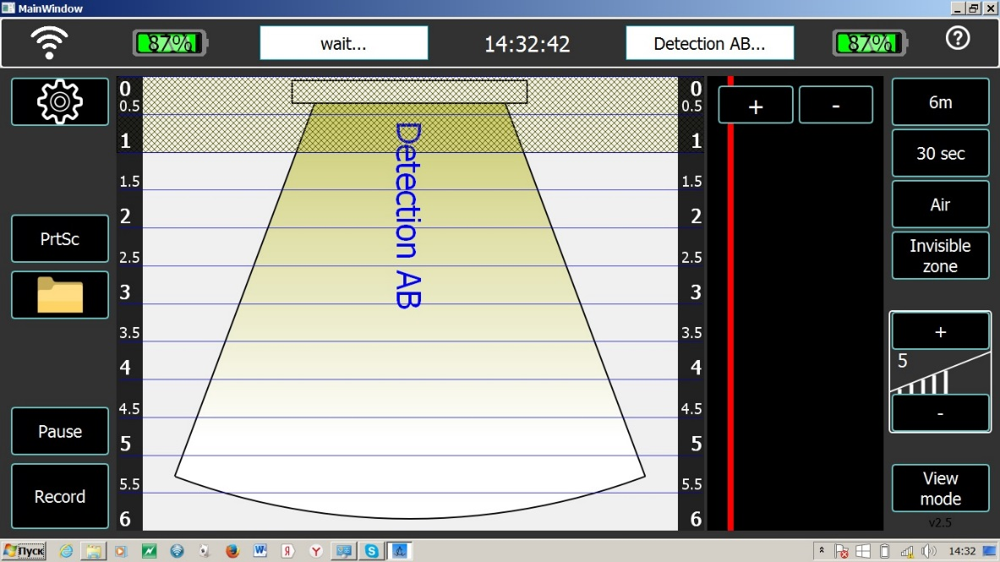 MainWindow
87%
wait...
14:32:42
Detection AB...
87%
?
0
0.5
1
1.5
2
2.5
3
3.5
4
4.5
5
5.5
6
Detection AB
0
0.5
1
1.5
2
2.5
3
3.5
4
4.5
5
5.5
6
+
-
PrtSc
Pause
Record
6m
30 sec
Air
Invisible
zone
+
5
-
View
mode
v2.5
Пуск
W
Я
Y
S
14:32